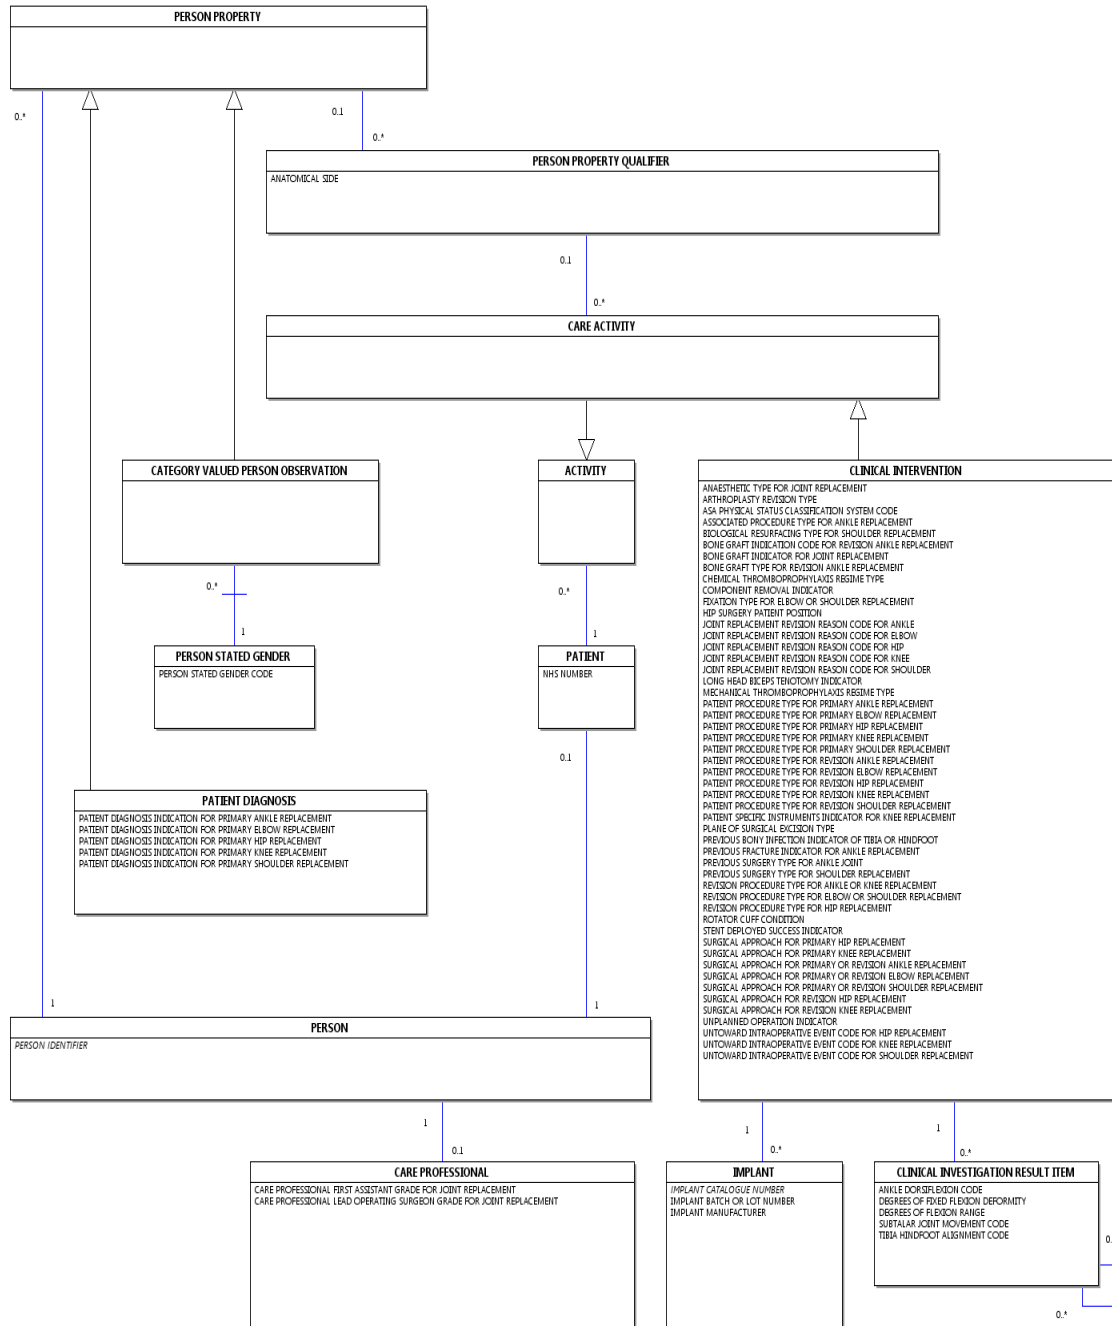 PERSON PROPERTY
0..*
0..1
0..*
PERSON PROPERTY QUALIFIER
ANATOMICAL SIDE
0..1
0..*
CARE ACTIVITY
CATEGORY VALUED PERSON OBSERVATION
ACTIVITY
CLINICAL INTERVENTION
ANAESTHETIC TYPE FOR JOINT REPLACEMENT
ARTHROPLASTY REVISION TYPE
ASA PHYSICAL STATUS CLASSIFICATION SYSTEM CODE
ASSOCIATED PROCEDURE TYPE FOR ANKLE REPLACEMENT
BIOLOGICAL RESURFACING TYPE FOR SHOULDER REPLACEMENT
BONE GRAFT INDICATION CODE FOR REVISION ANKLE REPLACEMENT
BONE GRAFT INDICATOR FOR JOINT REPLACEMENT
BONE GRAFT TYPE FOR REVISION ANKLE REPLACEMENT
CHEMICAL THROMBOPROPHYLAXIS REGIME TYPE
COMPONENT REMOVAL INDICATOR
FIXATION TYPE FOR ELBOW OR SHOULDER REPLACEMENT
HIP SURGERY PATIENT POSITION
JOINT REPLACEMENT REVISION REASON CODE FOR ANKLE
JOINT REPLACEMENT REVISION REASON CODE FOR ELBOW
JOINT REPLACEMENT REVISION REASON CODE FOR HIP
JOINT REPLACEMENT REVISION REASON CODE FOR KNEE
JOINT REPLACEMENT REVISION REASON CODE FOR SHOULDER
LONG HEAD BICEPS TENOTOMY INDICATOR
MECHANICAL THROMBOPROPHYLAXIS REGIME TYPE
PATIENT PROCEDURE TYPE FOR PRIMARY ANKLE REPLACEMENT
PATIENT PROCEDURE TYPE FOR PRIMARY ELBOW REPLACEMENT
PATIENT PROCEDURE TYPE FOR PRIMARY HIP REPLACEMENT
PATIENT PROCEDURE TYPE FOR PRIMARY KNEE REPLACEMENT
PATIENT PROCEDURE TYPE FOR PRIMARY SHOULDER REPLACEMENT
PATIENT PROCEDURE TYPE FOR REVISION ANKLE REPLACEMENT
PATIENT PROCEDURE TYPE FOR REVISION ELBOW REPLACEMENT
PATIENT PROCEDURE TYPE FOR REVISION HIP REPLACEMENT
PATIENT PROCEDURE TYPE FOR REVISION KNEE REPLACEMENT
PATIENT PROCEDURE TYPE FOR REVISION SHOULDER REPLACEMENT
PATIENT SPECIFIC INSTRUMENTS INDICATOR FOR KNEE REPLACEMENT
PLANE OF SURGICAL EXCISION TYPE
PREVIOUS BONY INFECTION INDICATOR OF TIBIA OR HINDFOOT
PREVIOUS FRACTURE INDICATOR FOR ANKLE REPLACEMENT
PREVIOUS SURGERY TYPE FOR ANKLE JOINT
PREVIOUS SURGERY TYPE FOR SHOULDER REPLACEMENT
REVISION PROCEDURE TYPE FOR ANKLE OR KNEE REPLACEMENT
REVISION PROCEDURE TYPE FOR ELBOW OR SHOULDER REPLACEMENT
REVISION PROCEDURE TYPE FOR HIP REPLACEMENT
ROTATOR CUFF CONDITION
STENT DEPLOYED SUCCESS INDICATOR
SURGICAL APPROACH FOR PRIMARY HIP REPLACEMENT
SURGICAL APPROACH FOR PRIMARY KNEE REPLACEMENT
SURGICAL APPROACH FOR PRIMARY OR REVISION ANKLE REPLACEMENT
SURGICAL APPROACH FOR PRIMARY OR REVISION ELBOW REPLACEMENT
SURGICAL APPROACH FOR PRIMARY OR REVISION SHOULDER REPLACEMENT
SURGICAL APPROACH FOR REVISION HIP REPLACEMENT
SURGICAL APPROACH FOR REVISION KNEE REPLACEMENT
UNPLANNED OPERATION INDICATOR
UNTOWARD INTRAOPERATIVE EVENT CODE FOR HIP REPLACEMENT
UNTOWARD INTRAOPERATIVE EVENT CODE FOR KNEE REPLACEMENT
UNTOWARD INTRAOPERATIVE EVENT CODE FOR SHOULDER REPLACEMENT
0..*
1
0..*
1
PERSON STATED GENDER
PERSON STATED GENDER CODE
PATIENT
NHS NUMBER
0..1
PATIENT DIAGNOSIS
PATIENT DIAGNOSIS INDICATION FOR PRIMARY ANKLE REPLACEMENT
PATIENT DIAGNOSIS INDICATION FOR PRIMARY ELBOW REPLACEMENT
PATIENT DIAGNOSIS INDICATION FOR PRIMARY HIP REPLACEMENT
PATIENT DIAGNOSIS INDICATION FOR PRIMARY KNEE REPLACEMENT
PATIENT DIAGNOSIS INDICATION FOR PRIMARY SHOULDER REPLACEMENT
1
1
PERSON
PERSON IDENTIFIER
1
0..1
1
0..*
1
0..*
CARE PROFESSIONAL
CARE PROFESSIONAL FIRST ASSISTANT GRADE FOR JOINT REPLACEMENT
CARE PROFESSIONAL LEAD OPERATING SURGEON GRADE FOR JOINT REPLACEMENT
IMPLANT
IMPLANT CATALOGUE NUMBER
IMPLANT BATCH OR LOT NUMBER
IMPLANT MANUFACTURER
CLINICAL INVESTIGATION RESULT ITEM
ANKLE DORSIFLEXION CODE
DEGREES OF FIXED FLEXION DEFORMITY
DEGREES OF FLEXION RANGE
SUBTALAR JOINT MOVEMENT CODE
TIBIA HINDFOOT ALIGNMENT CODE
0..*